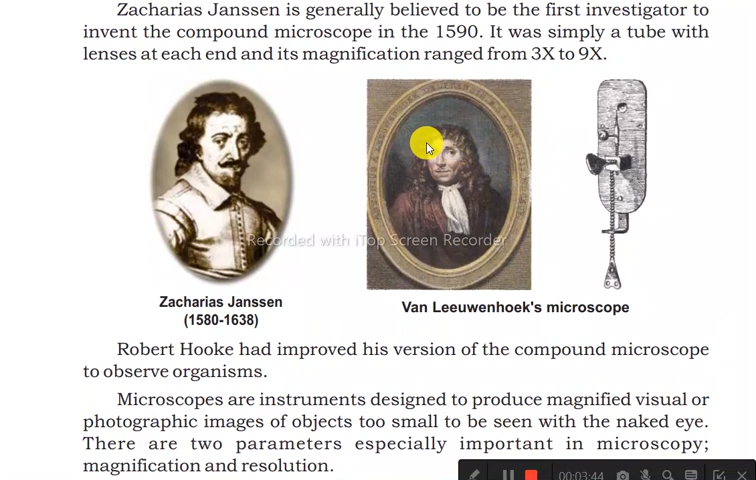 Zacharias Janssen is generally believed to be the first investigator to
invent the compound microscope in the 1590. It was simply a tube with
lenses at each end and its magnification ranged from 3X to 9X.
Recorded with iTop Screen Recorder
Zacharias Janssen
(1580-1638)
Van Leeuwenhoek's microscope
Robert Hooke had improved his version of the compound microscope
to observe organisms.
Microscopes are instruments designed to produce magnified visual or
photographic images of objects too small to be seen with the naked eye.
There are two parameters especially important in microscopy;
magnification and resolution.
00:03:44